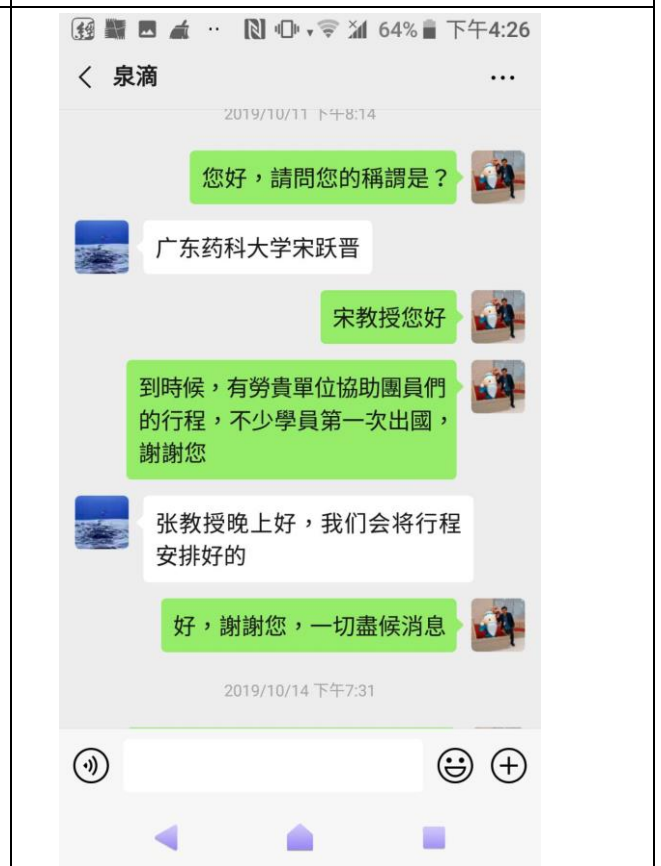 經 64% 下午4:26
泉滴
2019/10/11 下午8:14
您好，請問您的稱謂是？
广东药科大学宋跃晋
宋教授您好
到時候，有勞貴單位協助團員們
的行程，不少學員第一次出國，
謝謝您
张教授晚上好，我们会将行程
安排好的
好，謝謝您，一切盡候消息
2019/10/14 下午7:31